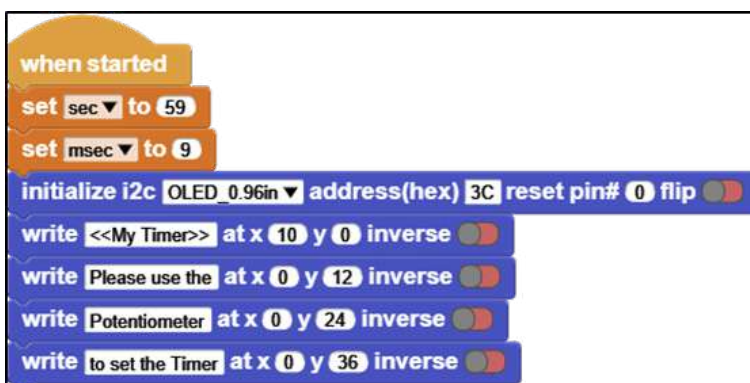 when started
set sec to 59
set msec to 9
initialize i2c OLED_0.96in address(hex) 3C reset pin# 0 flip
write <<My Timer>> at x 10 y 0 inverse
write Please use the at x 0 y 12 inverse
write Potentiometer at x 0 y 24 inverse
write to set the Timer at x 0 y 36 inverse